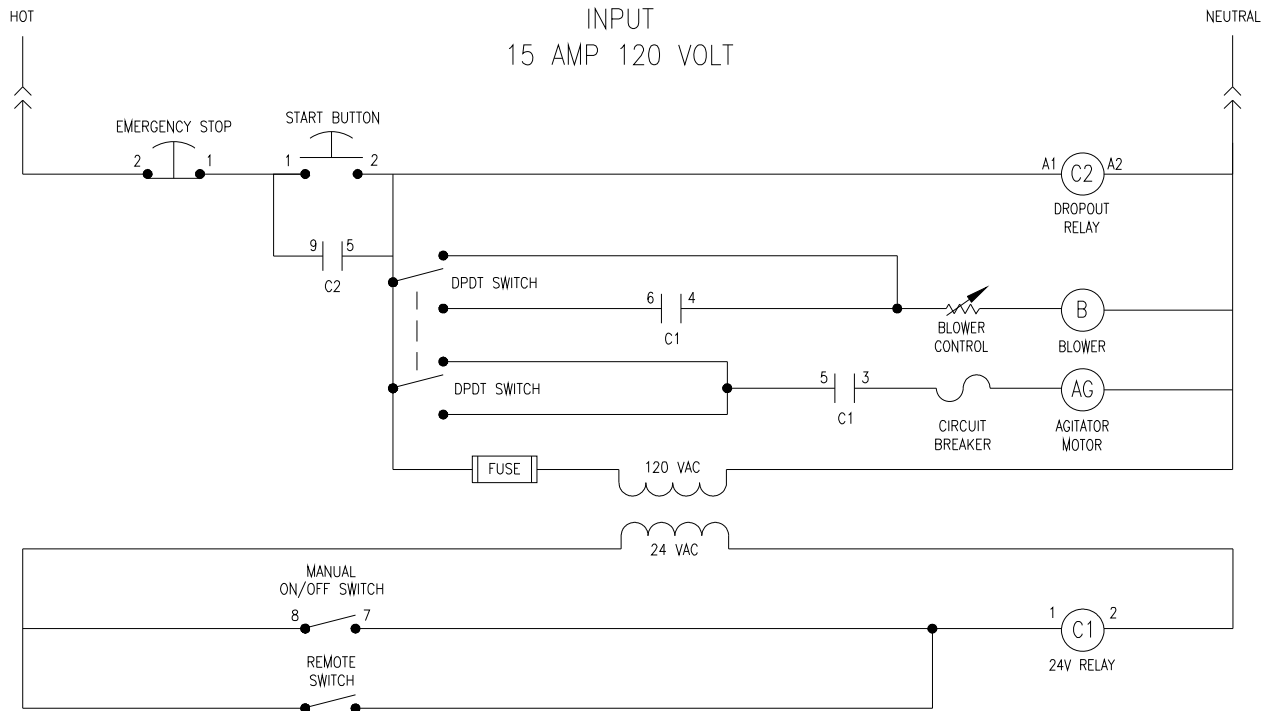 HOT
INPUT
NEUTRAL
15 AMP 120 VOLT
EMERGENCY STOP
START BUTTON
2 1
1 2
A1 C2 A2
DROPOUT
RELAY
9 5
C2
DPDT SWITCH
6 4
C1
BLOWER
CONTROL
B
BLOWER
DPDT SWITCH
5 3
C1
CIRCUIT
BREAKER
AG
AGITATOR
MOTOR
FUSE
120 VAC
24 VAC
MANUAL
ON/OFF SWITCH
8 7
1 C1 2
24V RELAY
REMOTE
SWITCH